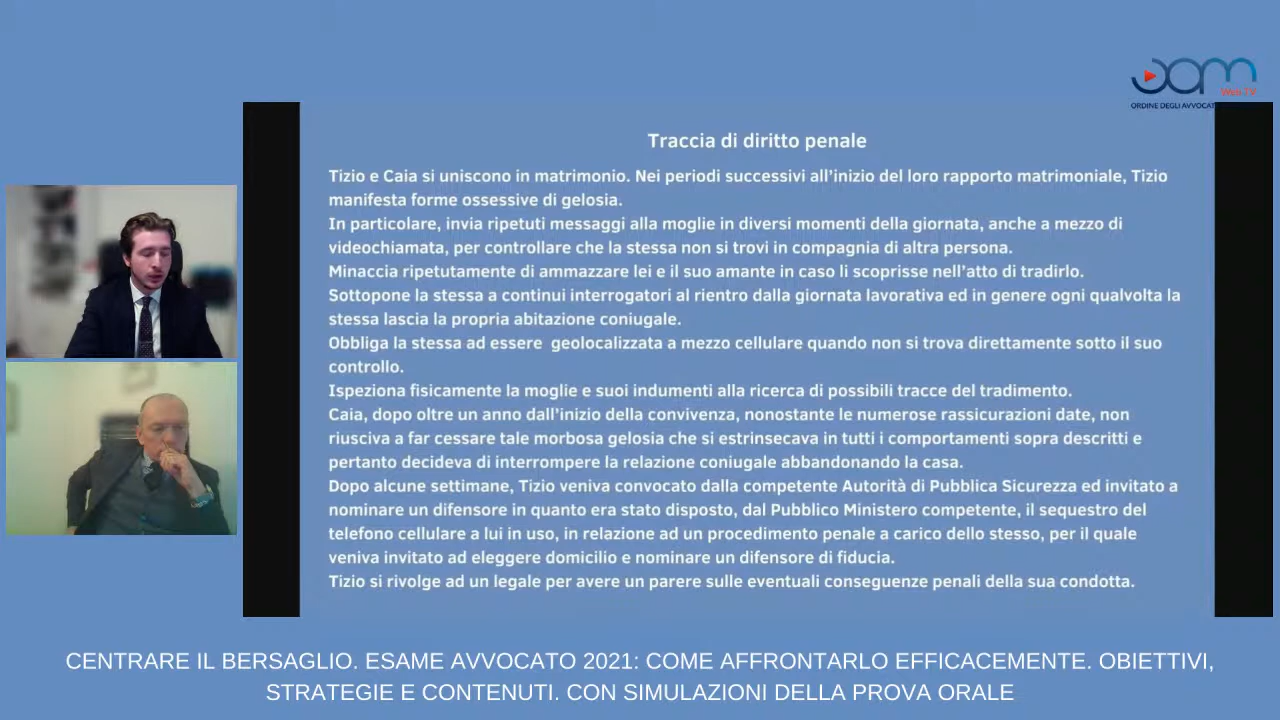 oam
Web TV
ORDINE DEGLI AVVOCAT
Traccia di diritto penale
Tizio e Caia si uniscono in matrimonio. Nei periodi successivi all'inizio del loro rapporto matrimoniale, Tizio
manifesta forme ossessive di gelosia.
In particolare, invia ripetuti messaggi alla moglie in diversi momenti della giornata, anche a mezzo di
videochiamata, per controllare che la stessa non si trovi in compagnia di altra persona.
Minaccia ripetutamente di ammazzare lei e il suo amante in caso li scoprisse nell'atto di tradirlo.
Sottopone la stessa a continui interrogatori al rientro dalla giornata lavorativa ed in genere ogni qualvolta la
stessa lascia la propria abitazione coniugale.
Obbliga la stessa ad essere geolocalizzata a mezzo cellulare quando non si trova direttamente sotto il suo
controllo.
Ispeziona fisicamente la moglie e suoi indumenti alla ricerca di possibili tracce del tradimento.
Caia, dopo oltre un anno dall'inizio della convivenza, nonostante le numerose rassicurazioni date, non
riusciva a far cessare tale morbosa gelosia che si estrinsecava in tutti i comportamenti sopra descritti e
pertanto decideva di interrompere la relazione coniugale abbandonando la casa.
Dopo alcune settimane, Tizio veniva convocato dalla competente Autorità di Pubblica Sicurezza ed invitato a
nominare un difensore in quanto era stato disposto, dal Pubblico Ministero competente, il sequestro del
telefono cellulare a lui in uso, in relazione ad un procedimento penale a carico dello stesso, per il quale
veniva invitato ad eleggere domicilio e nominare un difensore di fiducia.
Tizio si rivolge ad un legale per avere un parere sulle eventuali conseguenze penali della sua condotta.
CENTRARE IL BERSAGLIO. ESAME AVVOCATO 2021: COME AFFRONTARLO EFFICACEMENTE. OBIETTIVI,
STRATEGIE E CONTENUTI. CON SIMULAZIONI DELLA PROVA ORALE